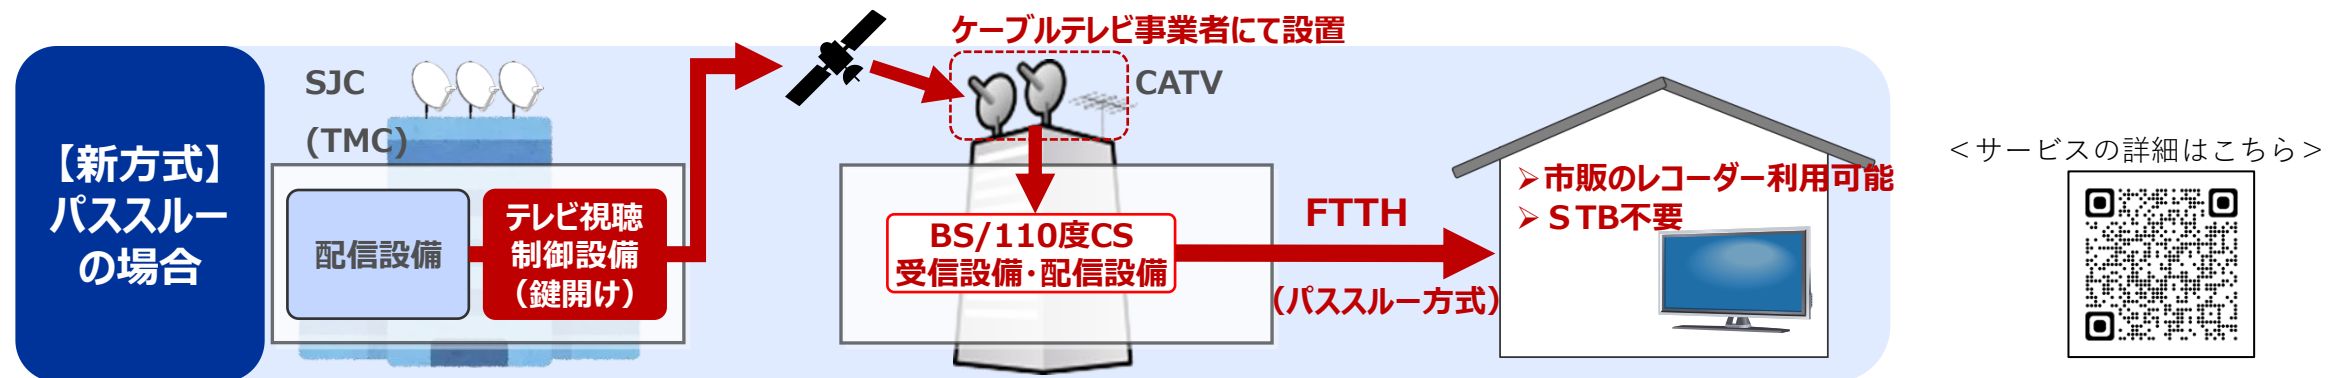 【新方式】
パススルー
の場合
SJC
(TMC)
配信設備
テレビ視聴
制御設備
（鍵開け）
ケーブルテレビ事業者にて設置
CATV
BS/110度CS
受信設備・配信設備
FTTH
（パススルー方式）
➢市販のレコーダー利用可能
➢ＳTB不要
＜サービスの詳細はこちら＞